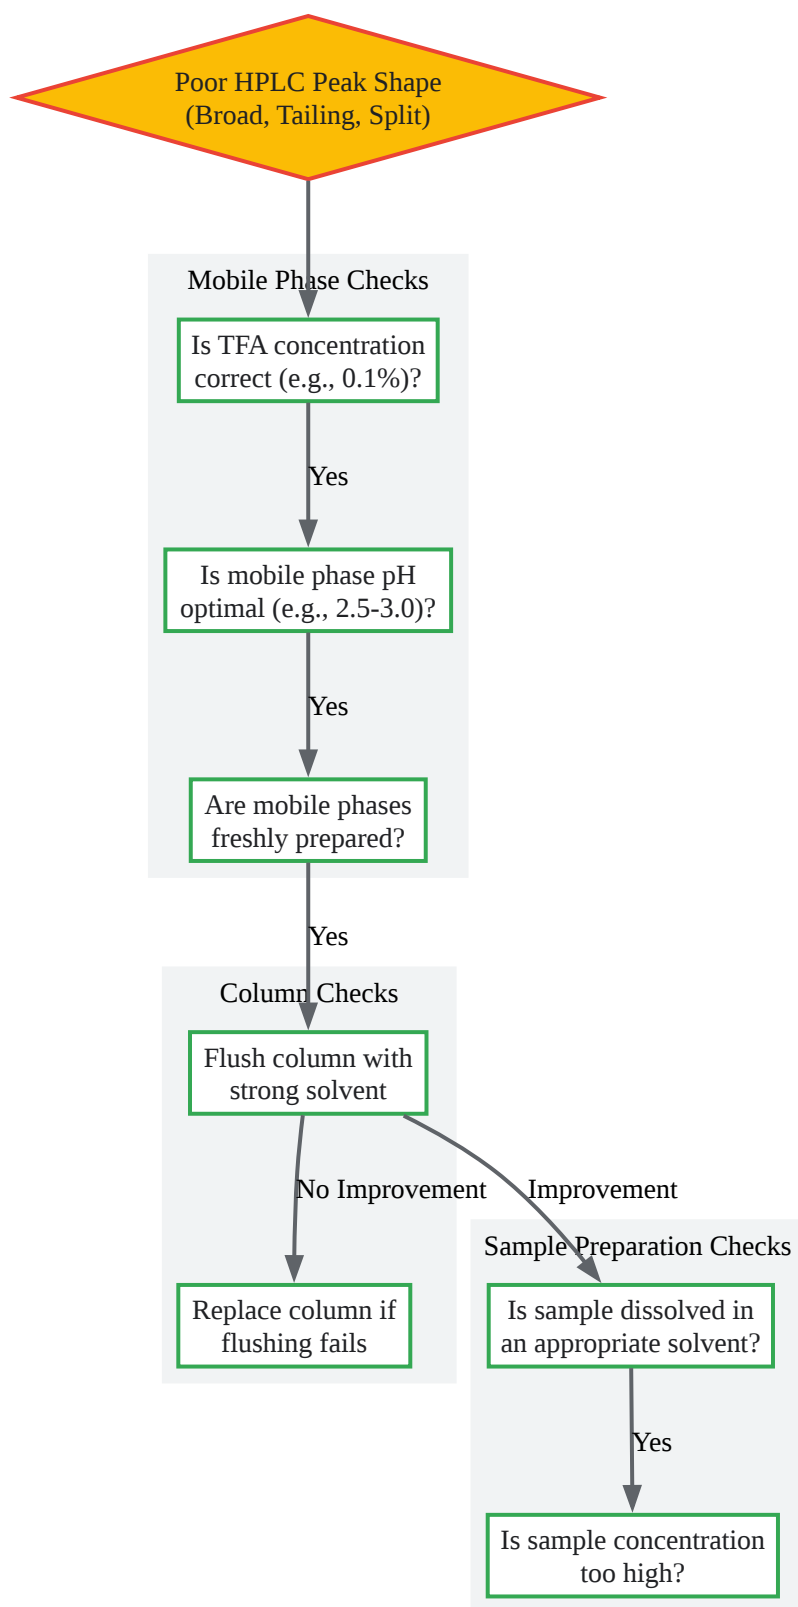 Poor HPLC Peak Shape
(Broad, Tailing, Split)
Mobile Phase Checks
Is TFA concentration
correct (e.g., 0.1%)?
Yes
Is mobile phase pH
optimal (e.g., 2.5-3.0)?
Yes
Are mobile phases
freshly prepared?
Yes
Column Checks
Flush column with
strong solvent
No Improvement
Improvement
Replace column if
flushing fails
Sample Preparation Checks
Is sample dissolved in
an appropriate solvent?
Yes
Is sample concentration
too high?